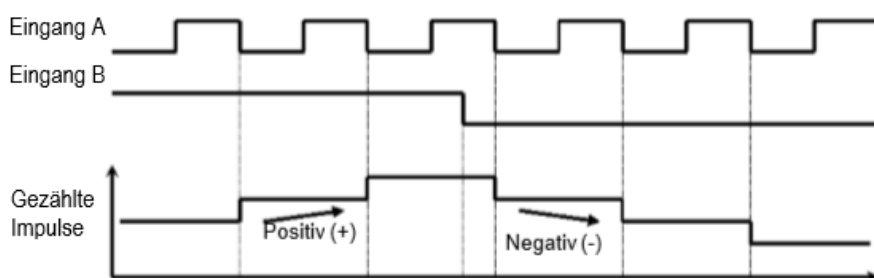 Eingang A
Eingang B
Gezählte
Impulse
Positiv (+)
Negativ (-)